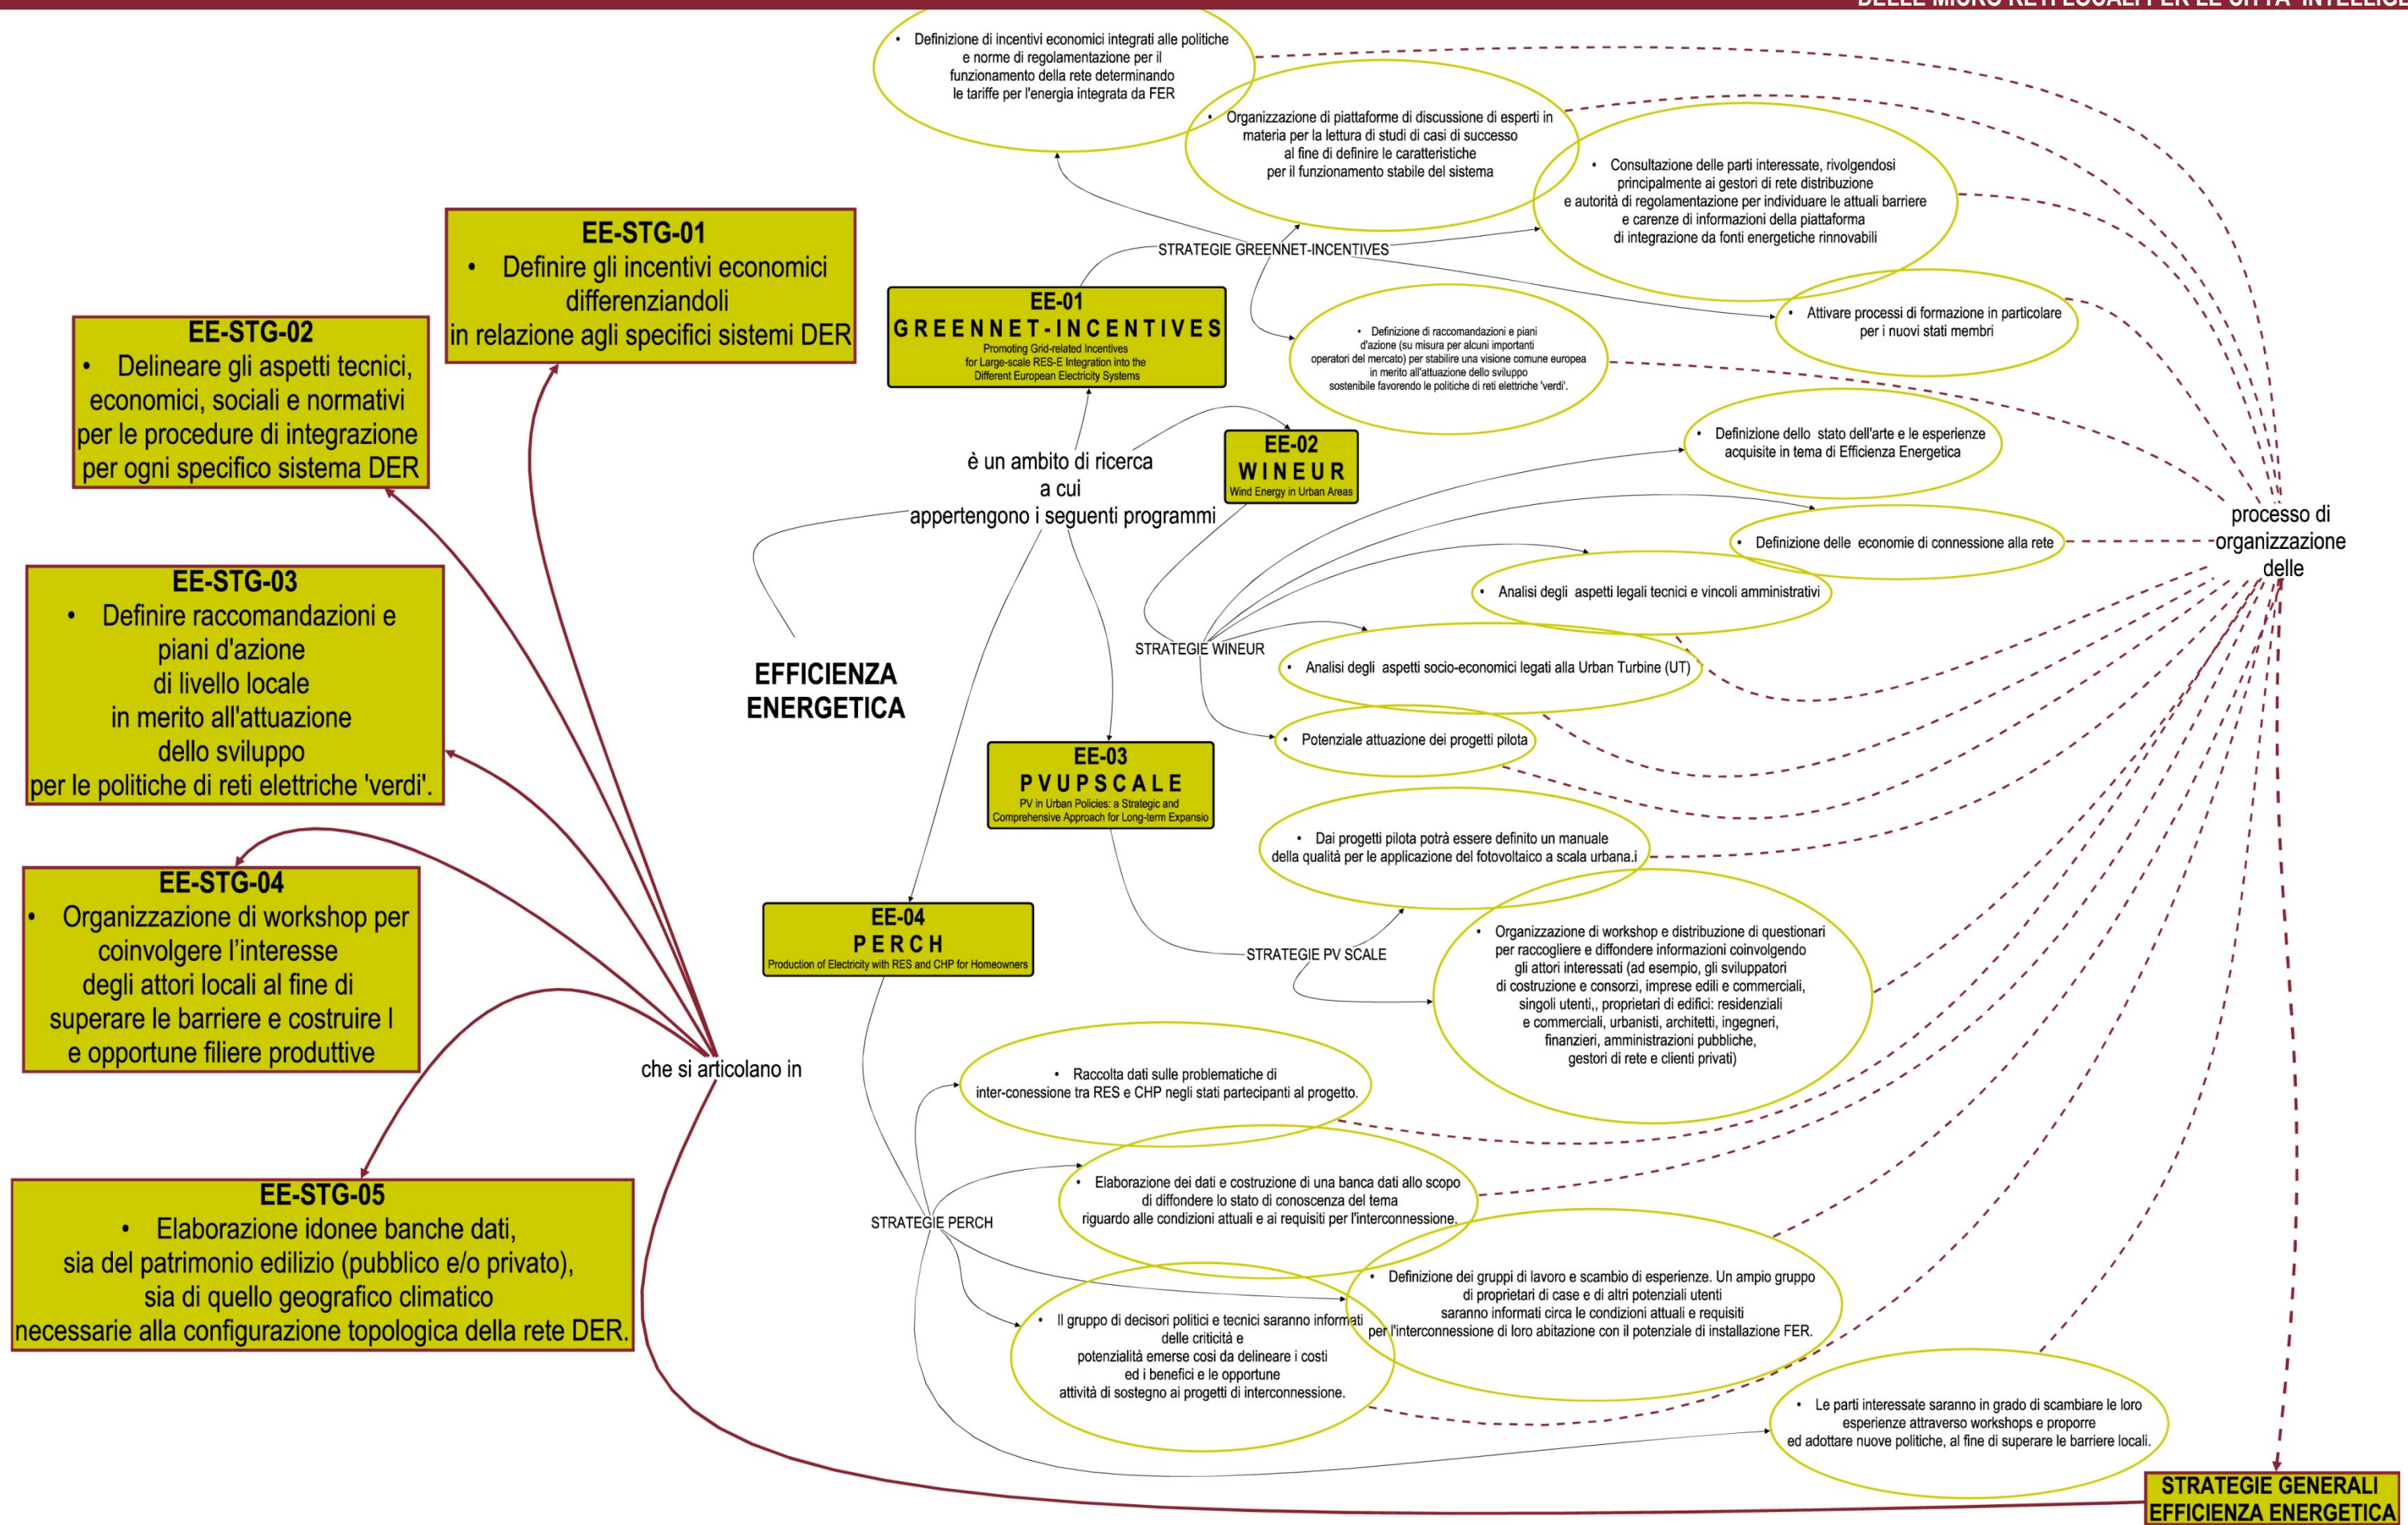 DELLE MICRO RETI LOCALI PER LE CITTA' INTELLIGE
• Definizione di incentivi economici integrati alle politiche
e norme di regolamentazione per il
funzionamento della rete determinando
le tariffe per l'energia integrata da FER
• Organizzazione di piattaforme di discussione di esperti in
materia per la lettura di studi di casi di successo
al fine di definire le caratteristiche
per il funzionamento stabile del sistema
• Consultazione delle parti interessate, rivolgendosi
principalmente ai gestori di rete distribuzione
e autorità di regolamentazione per individuare le attuali barriere
e carenze di informazioni della piattaforma
di integrazione da fonti energetiche rinnovabili
• Attivare processi di formazione in particolare
per i nuovi stati membri
STRATEGIE GREENNET-INCENTIVES
• Definizione di raccomandazioni e piani
d'azione (su misura per alcuni importanti
operatori del mercato) per stabilire una visione comune europea
in merito all'attuazione dello sviluppo
sostenibile favorendo le politiche di reti elettriche 'verdi'.
EE-01
GREENNET-INCENTIVES
Promoting Grid-related Incentives
for Large-scale RES-E Integration into the
Different European Electricity Systems
EE-STG-01
• Definire gli incentivi economici
differenziandoli
in relazione agli specifici sistemi DER
EE-STG-02
• Delineare gli aspetti tecnici,
economici, sociali e normativi
per le procedure di integrazione
per ogni specifico sistema DER
EE-STG-03
• Definire raccomandazioni e
piani d'azione
di livello locale
in merito all'attuazione
dello sviluppo
per le politiche di reti elettriche 'verdi'.
EE-STG-04
• Organizzazione di workshop per
coinvolgere l'interesse
degli attori locali al fine di
superare le barriere e costruire l
e opportune filiere produttive
EE-STG-05
• Elaborazione idonee banche dati,
sia del patrimonio edilizio (pubblico e/o privato),
sia di quello geografico climatico
necessarie alla configurazione topologica della rete DER.
che si articolano in
EFFICIENZA
ENERGETICA
è un ambito di ricerca
a cui
appertengono i seguenti programmi
EE-02
WINEUR
Wind Energy in Urban Areas
• Definizione dello stato dell'arte e le esperienze
acquisite in tema di Efficienza Energetica
• Definizione delle economie di connessione alla rete
• Analisi degli aspetti legali tecnici e vincoli amministrativi
STRATEGIE WINEUR
• Analisi degli aspetti socio-economici legati alla Urban Turbine (UT)
• Potenziale attuazione dei progetti pilota
processo di
organizzazione
delle
EE-03
PVUPSCALE
PV in Urban Policies: a Strategic and
Comprehensive Approach for Long-term Expansio
• Dai progetti pilota potrà essere definito un manuale
della qualità per le applicazione del fotovoltaico a scala urbana.i
STRATEGIE PV SCALE
• Organizzazione di workshop e distribuzione di questionari
per raccogliere e diffondere informazioni coinvolgendo
gli attori interessati (ad esempio, gli sviluppatori
di costruzione e consorzi, imprese edili e commerciali,
singoli utenti,, proprietari di edifici: residenziali
e commerciali, urbanisti, architetti, ingegneri,
finanzieri, amministrazioni pubbliche,
gestori di rete e clienti privati)
EE-04
PERCH
Production of Electricity with RES and CHP for Homeowners
• Raccolta dati sulle problematiche di
inter-conessione tra RES e CHP negli stati partecipanti al progetto.
• Elaborazione dei dati e costruzione di una banca dati allo scopo
di diffondere lo stato di conoscenza del tema
riguardo alle condizioni attuali e ai requisiti per l'interconnessione.
STRATEGIE PERCH
• Definizione dei gruppi di lavoro e scambio di esperienze. Un ampio gruppo
di proprietari di case e di altri potenziali utenti
saranno informati circa le condizioni attuali e requisiti
per l'interconnessione di loro abitazione con il potenziale di installazione FER.
• Il gruppo di decisori politici e tecnici saranno informati
delle criticità e
potenzialità emerse cosi da delineare i costi
ed i benefici e le opportune
attività di sostegno ai progetti di interconnessione.
• Le parti interessate saranno in grado di scambiare le loro
esperienze attraverso workshops e proporre
ed adottare nuove politiche, al fine di superare le barriere locali.
STRATEGIE GENERALI
EFFICIENZA ENERGETICA